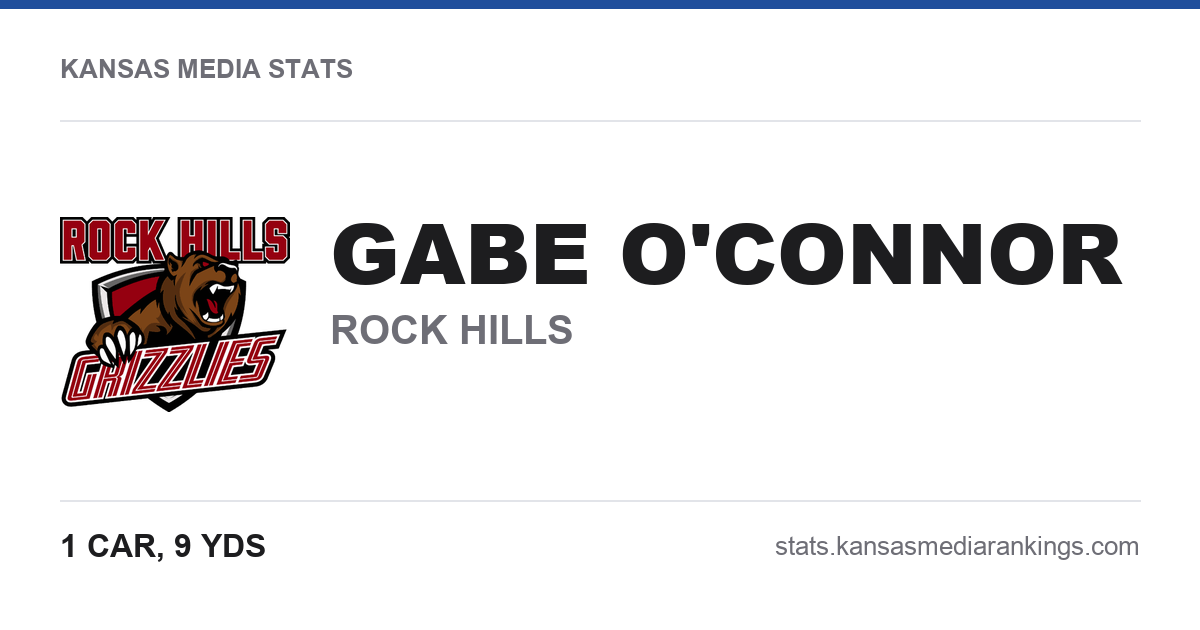 KANSAS MEDIA STATS
ROCK HILLS
GRIZZLIES
GABE O'CONNOR
ROCK HILLS
1 CAR, 9 YDS
stats.kansasmediarankings.com